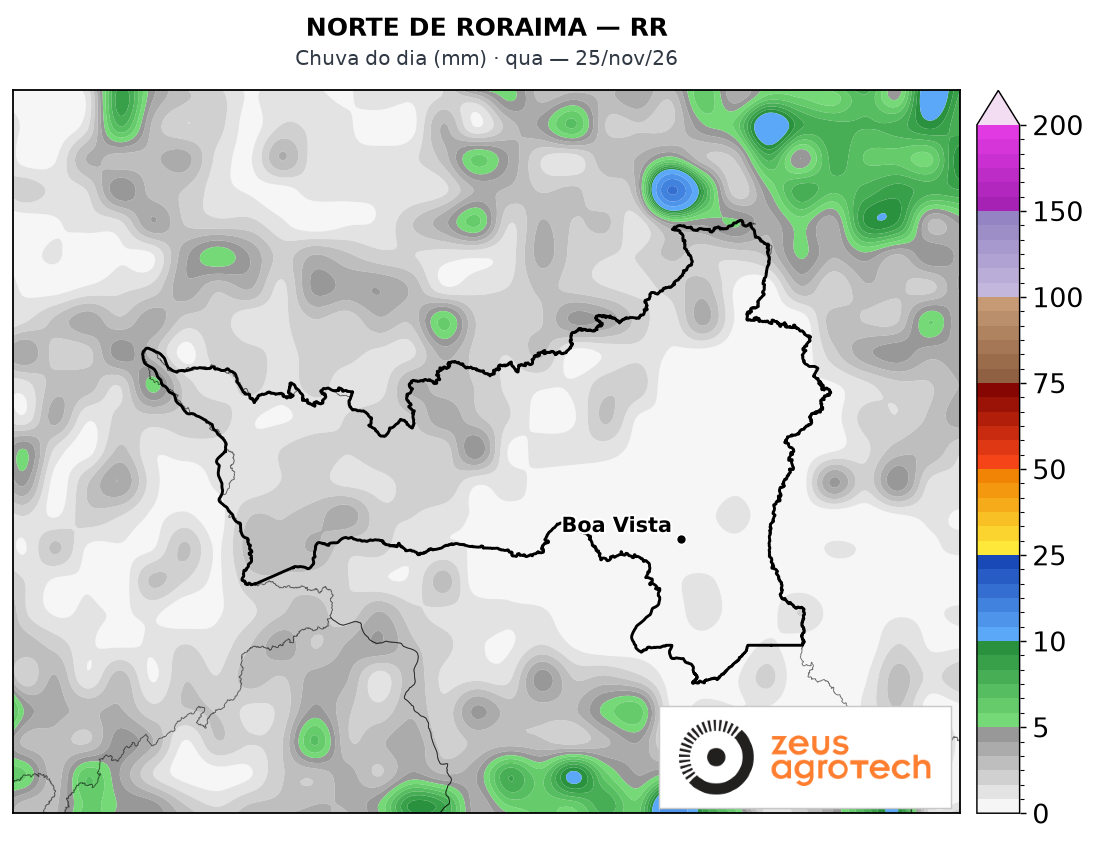 NORTE DE RORAIMA — RR
Chuva do dia (mm) · qua — 25/nov/26
200
150
100
75
50
25
10
5
0
Boa Vista
zeus
agrotech